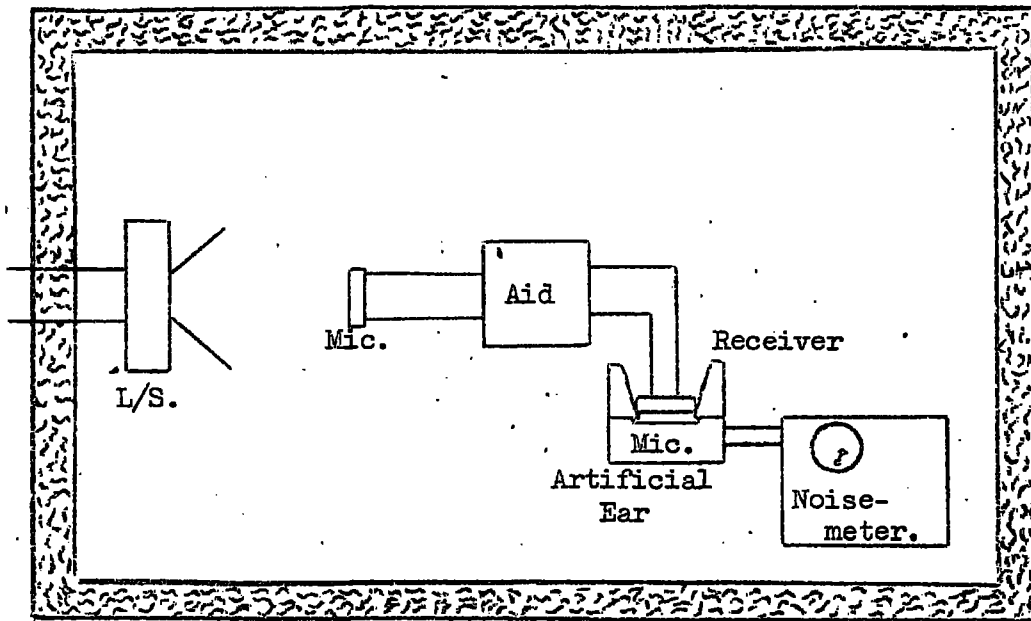 L/S.
Mic.
Aid
Receiver
Mic.
Artificial
Ear
Noise-
meter.